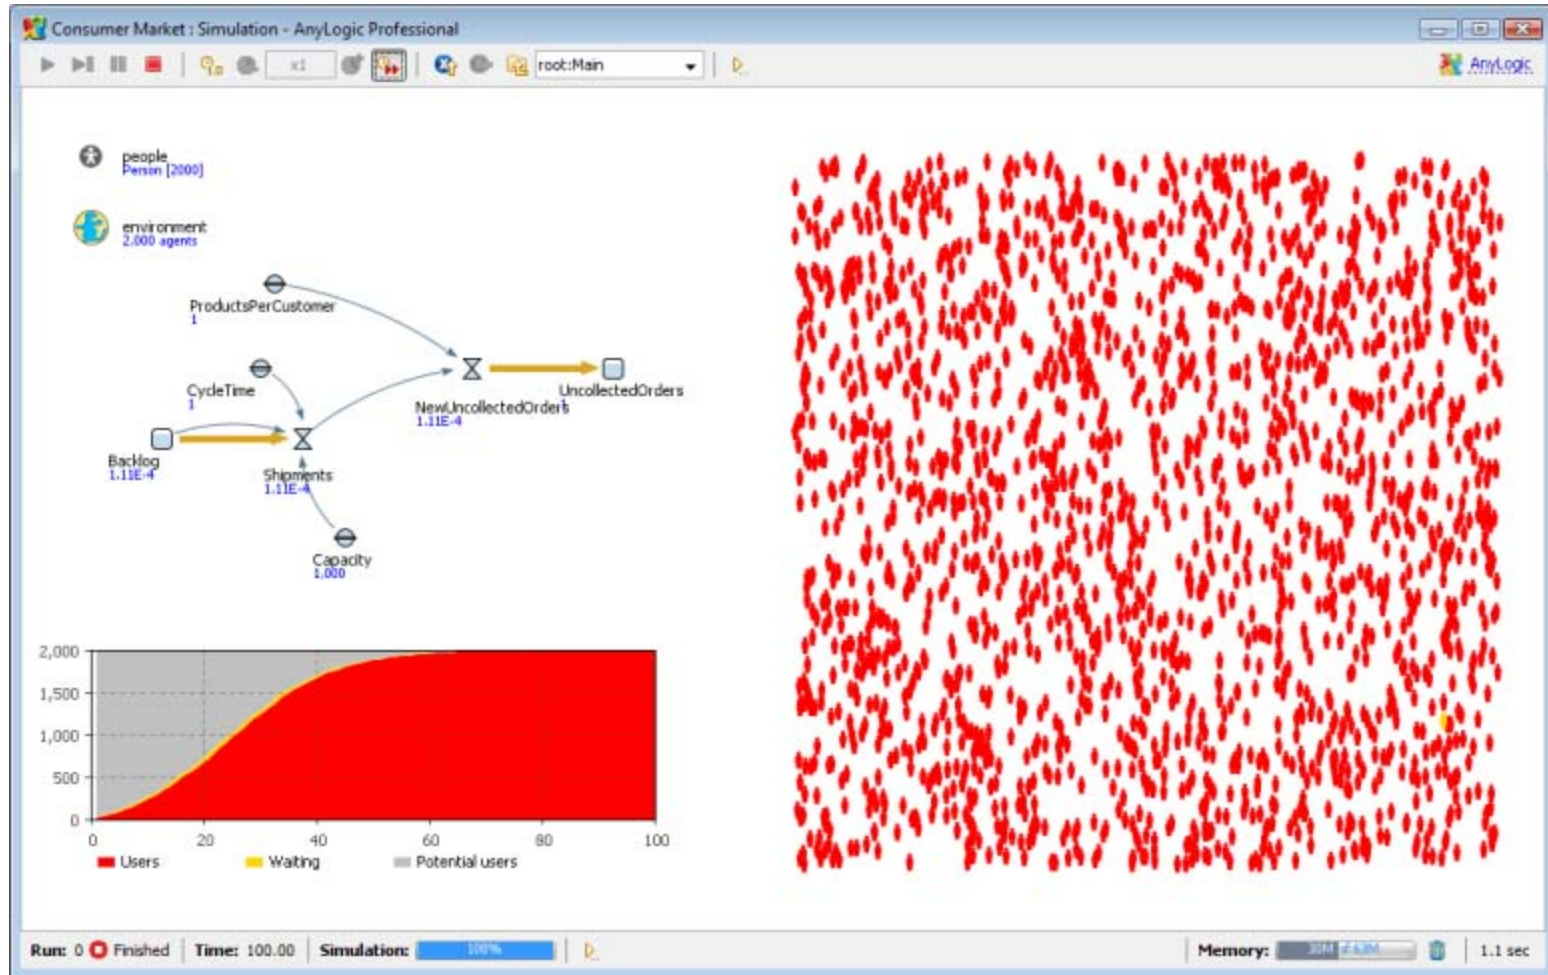 Consumer Market : Simulation - AnyLogic Professional
x1
root:Main
AnyLogic
people
Person [2000]
environment
2,000 agents
ProductsPerCustomer
1
CycleTime
1
UncollectedOrders
1
NewUncollectedOrders
1.11E-4
Backlog
1.11E-4
Shipments
1.11E-4
Capacity
1,000
2,000
1,500
1,000
500
0
0 20 40 60 80 100
Users Waiting Potential users
Run: 0 Finished Time: 100.00 Simulation: 100% Memory: 1.1 sec